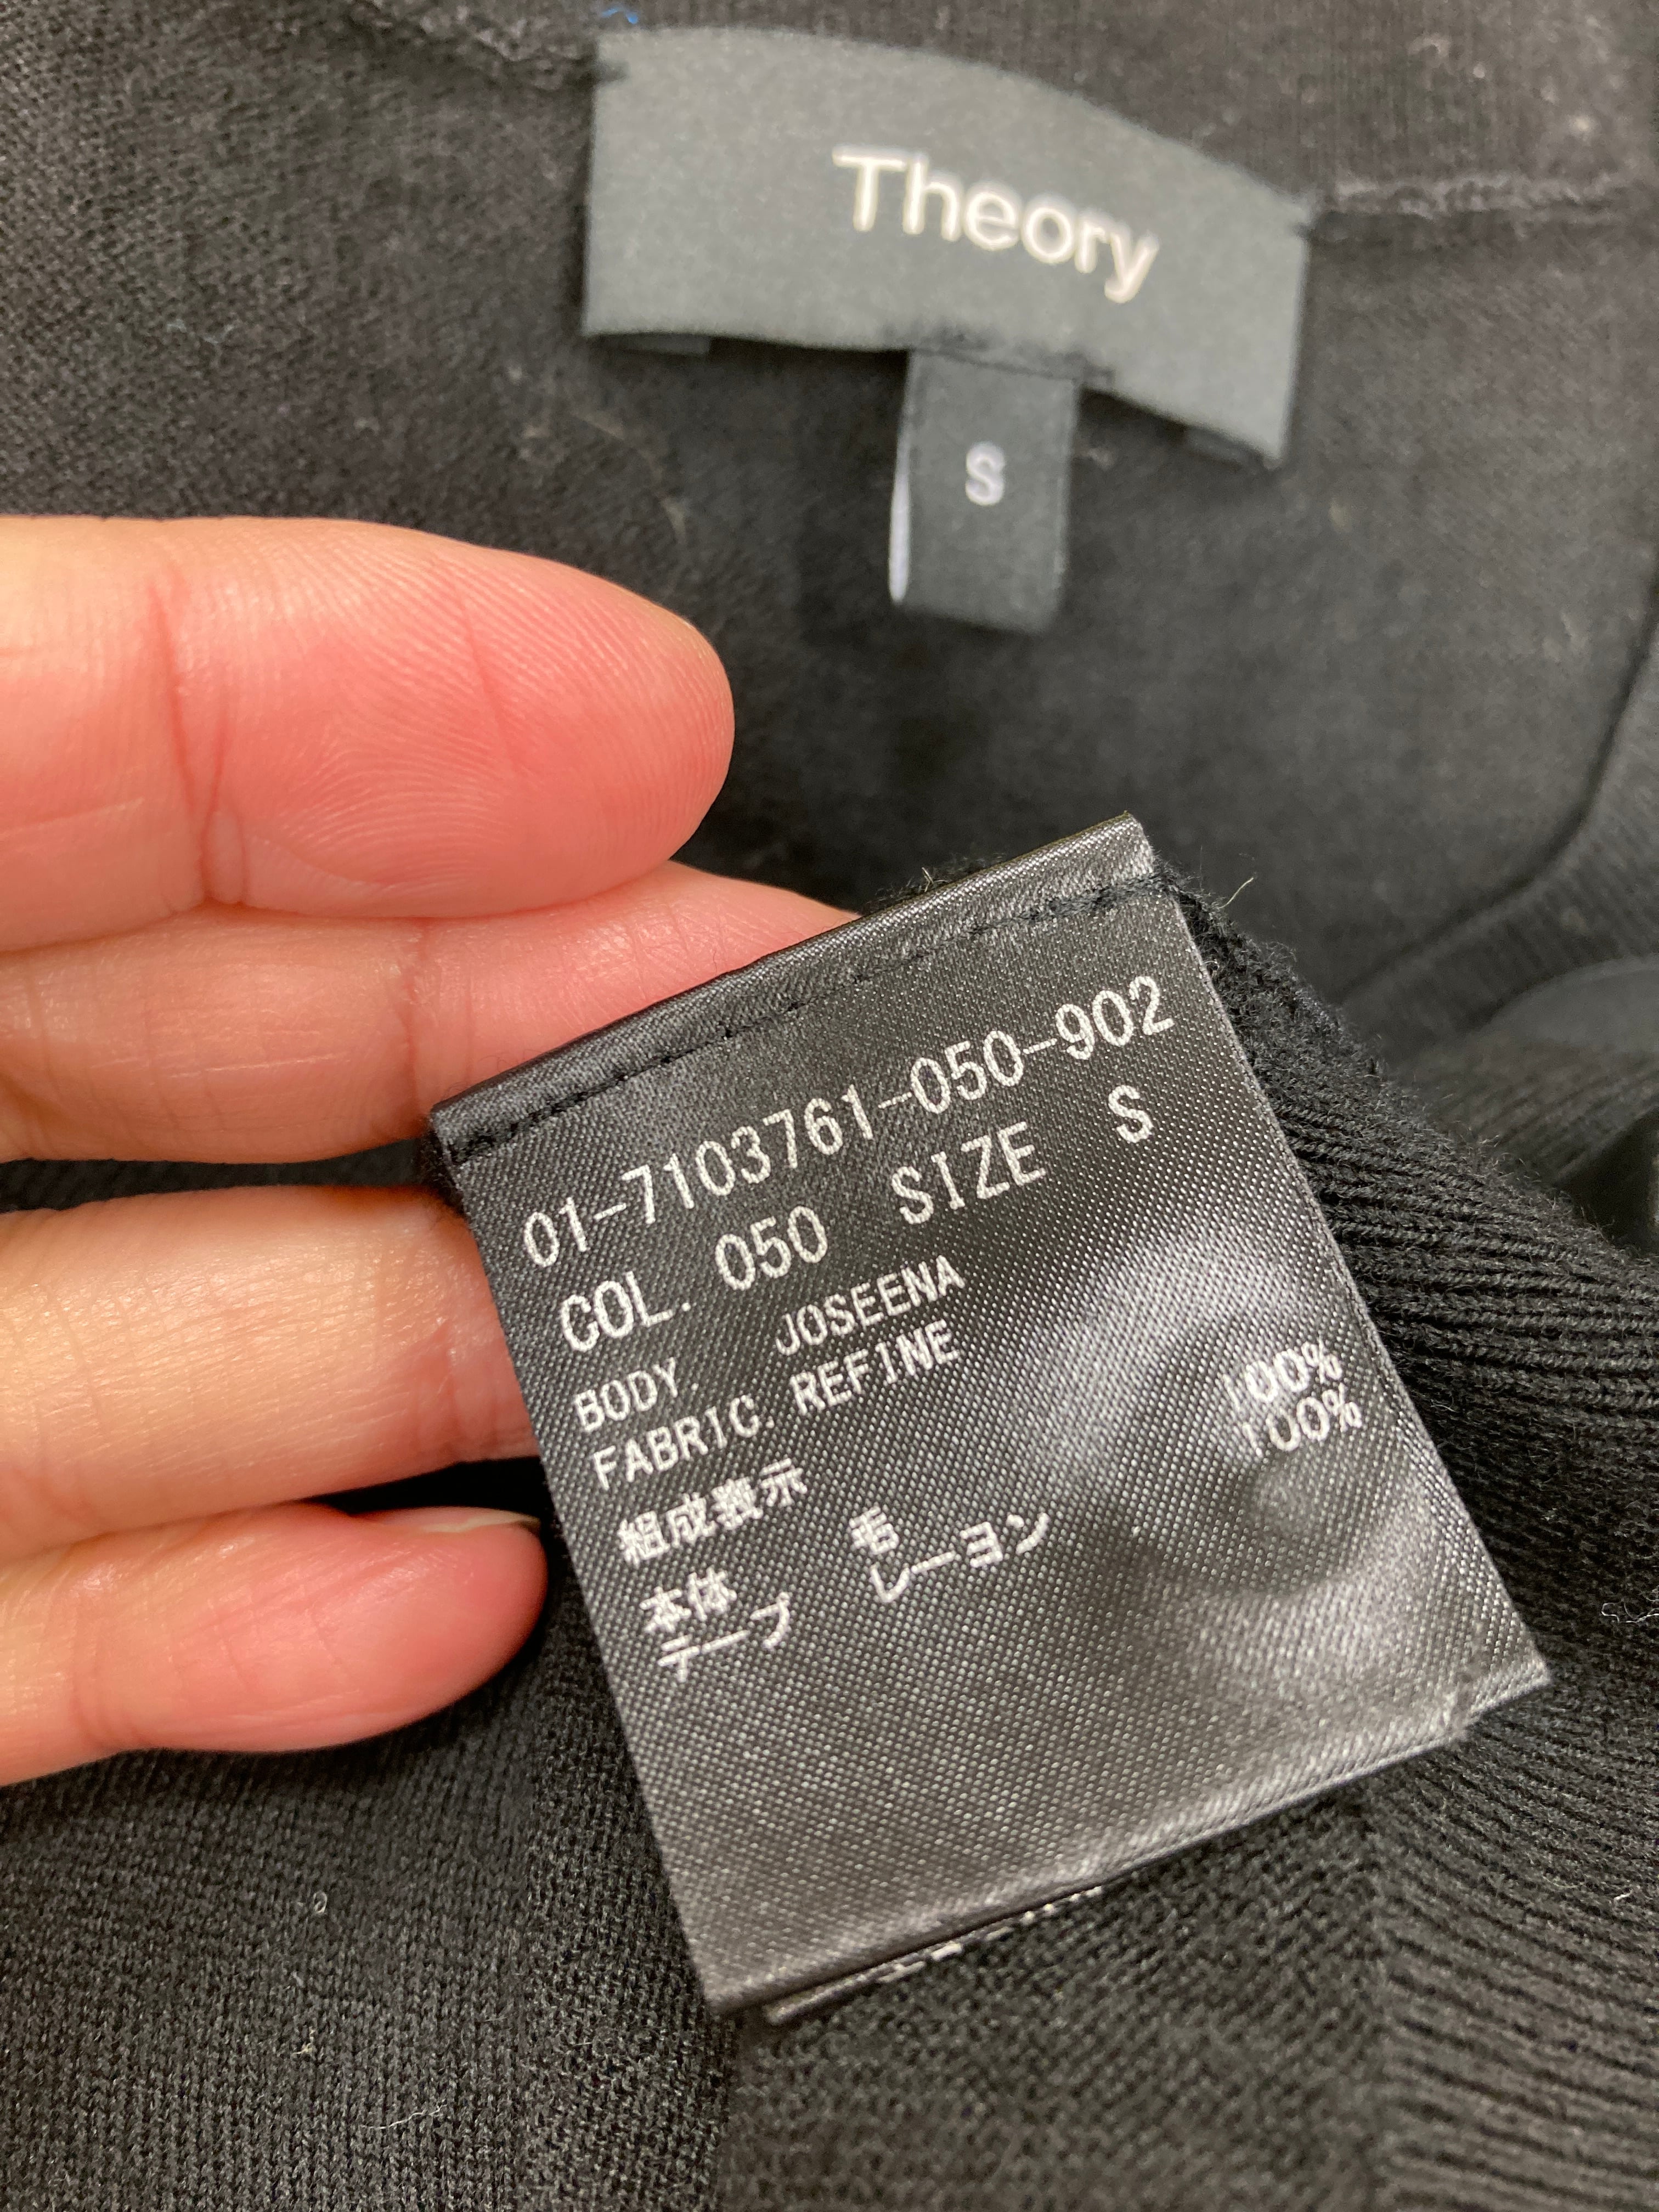 Theory
S
01-7103761-050-902
COL. 050 SIZE S
BODY. JOSEENA
FABRIC. REFINE
組成表示
本体 毛 100%
テープ レーヨン 100%